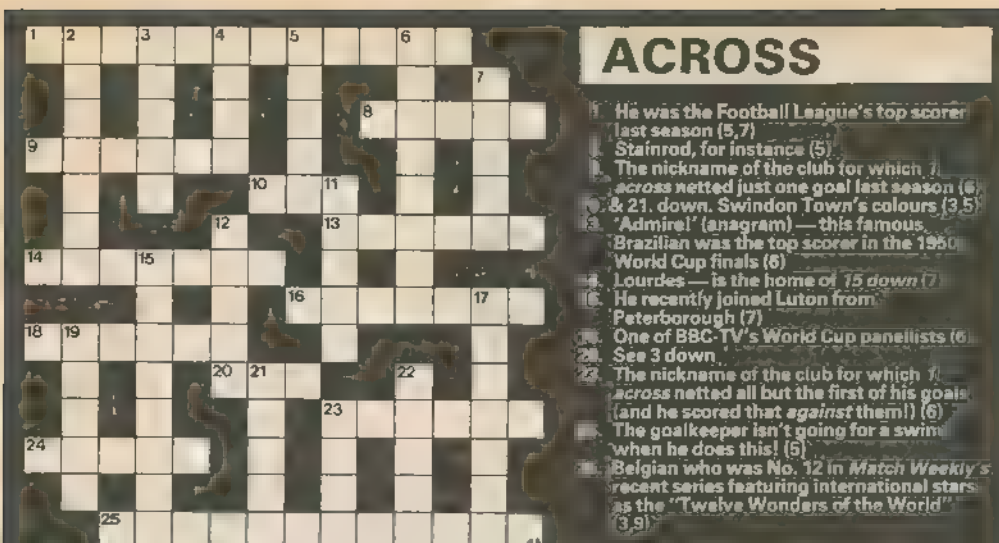 1 2 3 4 5 6
7
8
9
10 11
12 13
14 15
16 17
18 19
20 21 22
23
24
25
ACROSS
He was the Football League's top scorer
last season (5,7)
Stainrod, for instance (5)
The nickname of the club for which 1
across netted just one goal last season (6)
& 21. down. Swindon Town's colours (3,5)
'Admire!' (anagram) — this famous
Brazilian was the top scorer in the 1950
World Cup finals (6)
Lourdes — is the home of 15 down (7)
He recently joined Luton from
Peterborough (7)
One of BBC-TV's World Cup panellists (6)
See 3 down
The nickname of the club for which 1
across netted all but the first of his goals
(and he scored that against them!) (6)
The goalkeeper isn't going for a swim
when he does this! (5)
Belgian who was No. 12 in Match Weekly's
recent series featuring international stars
as the "Twelve Wonders of the World"
(3,9)